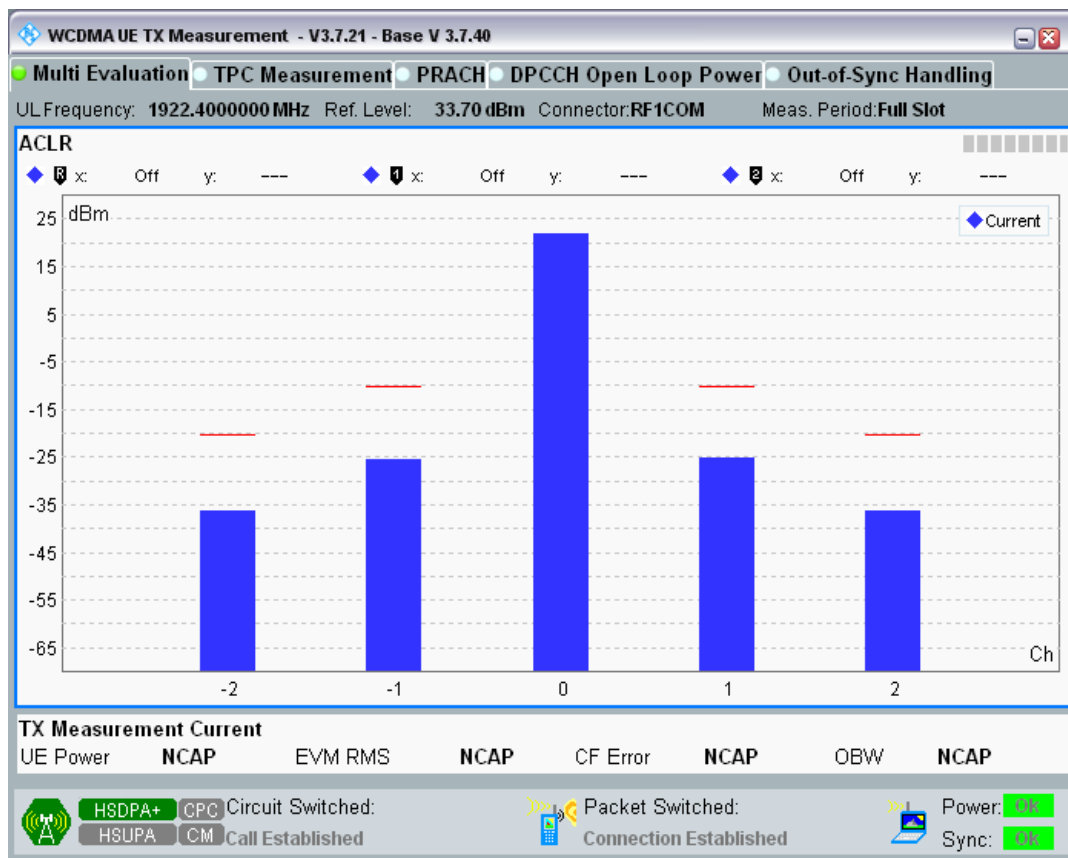 WCDMA UE TX Measurement - V3.7.21 - Base V 3.7.40
Multi Evaluation TPC Measurement PRACH DPCCH Open Loop Power Out-of-Sync Handling
UL Frequency: 1922.4000000 MHz Ref. Level: 33.70 dBm Connector:RF1COM Meas. Period:Full Slot
ACLR
R x: Off y: --- 1 x: Off y: --- 2 x: Off y: ---
25 dBm
Current
15
5
-5
-15
-25
-35
-45
-55
-65
Ch
-2 -1 0 1 2
TX Measurement Current
UE Power NCAP EVM RMS NCAP CF Error NCAP OBW NCAP
HSDPA+ CPC Circuit Switched: Packet Switched: Power: OK
HSUPA CM Call Established Connection Established Sync: OK